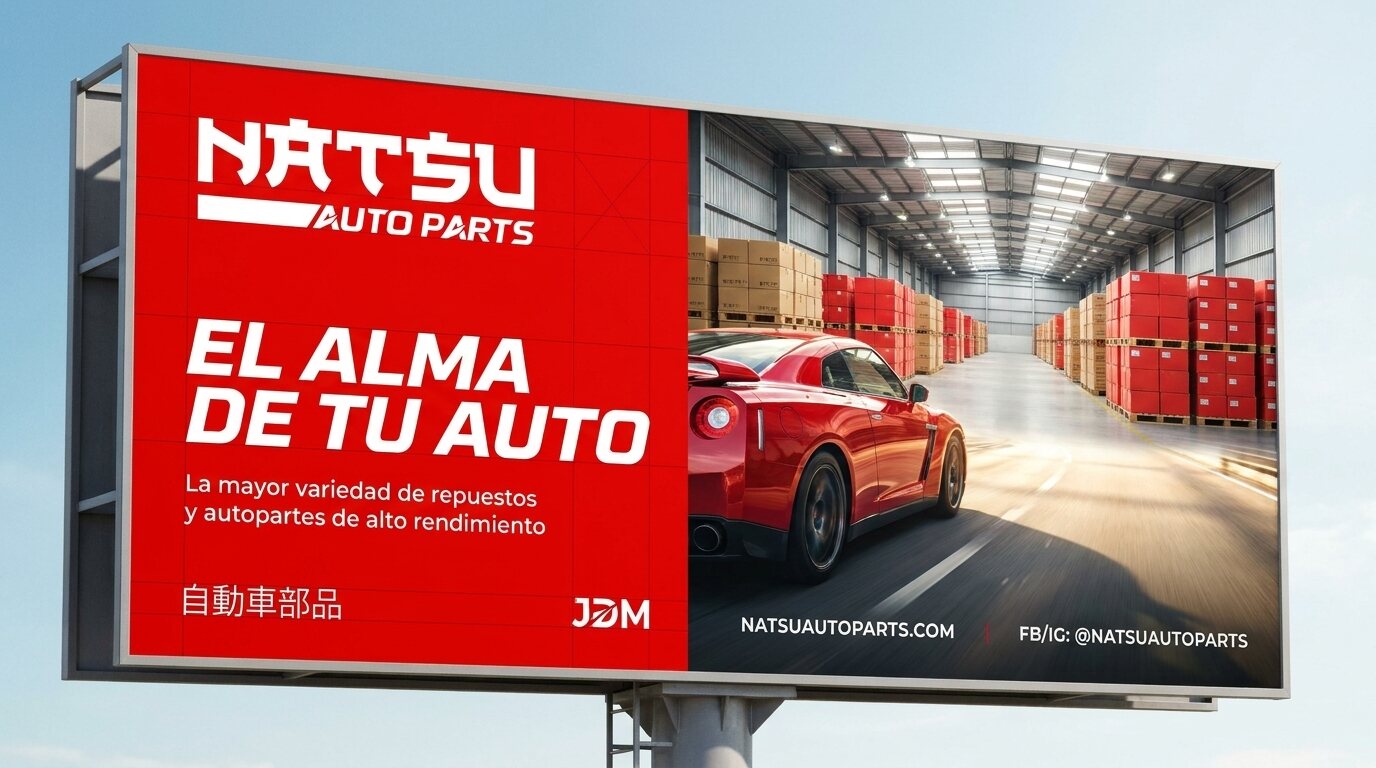 NATSU
AUTO PARTS
EL ALMA
DE TU AUTO
La mayor variedad de repuestos
y autopartes de alto rendimiento
自動車部品
JDM
NATSUAUTOPARTS.COM | FB/IG: @NATSUAUTOPARTS